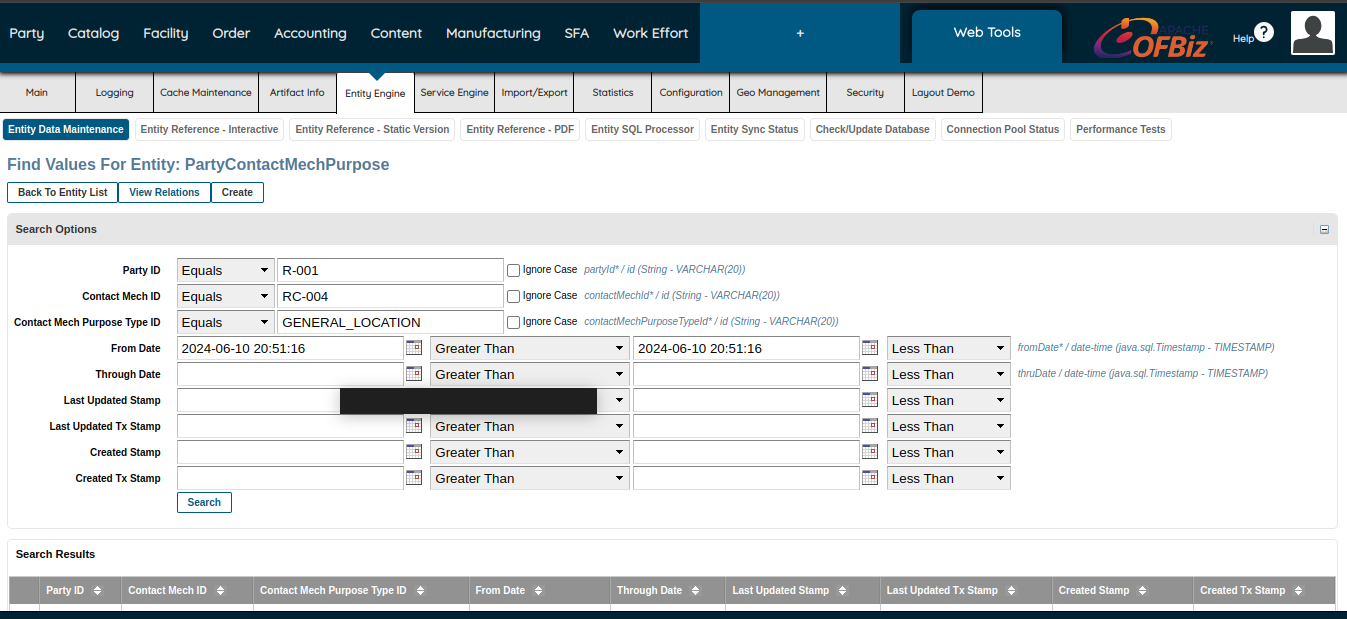 Party Catalog Facility Order Accounting Content Manufacturing SFA Work Effort + Web Tools APACHE OFBiz Help ?
Main Logging Cache Maintenance Artifact Info Entity Engine Service Engine Import/Export Statistics Configuration Geo Management Security Layout Demo
Entity Data Maintenance Entity Reference - Interactive Entity Reference - Static Version Entity Reference - PDF Entity SQL Processor Entity Sync Status Check/Update Database Connection Pool Status Performance Tests
Find Values For Entity: PartyContactMechPurpose
Back To Entity List View Relations Create
Search Options
Party ID Equals R-001 Ignore Case partyId* / id (String - VARCHAR(20))
Contact Mech ID Equals RC-004 Ignore Case contactMechId* / id (String - VARCHAR(20))
Contact Mech Purpose Type ID Equals GENERAL_LOCATION Ignore Case contactMechPurposeTypeId* / id (String - VARCHAR(20))
From Date 2024-06-10 20:51:16 Greater Than 2024-06-10 20:51:16 Less Than fromDate* / date-time (java.sql.Timestamp - TIMESTAMP)
Through Date Greater Than Less Than thruDate / date-time (java.sql.Timestamp - TIMESTAMP)
Last Updated Stamp Less Than
Last Updated Tx Stamp Greater Than Less Than
Created Stamp Greater Than Less Than
Created Tx Stamp Greater Than Less Than
Search
Search Results
Party ID Contact Mech ID Contact Mech Purpose Type ID From Date Through Date Last Updated Stamp Last Updated Tx Stamp Created Stamp Created Tx Stamp